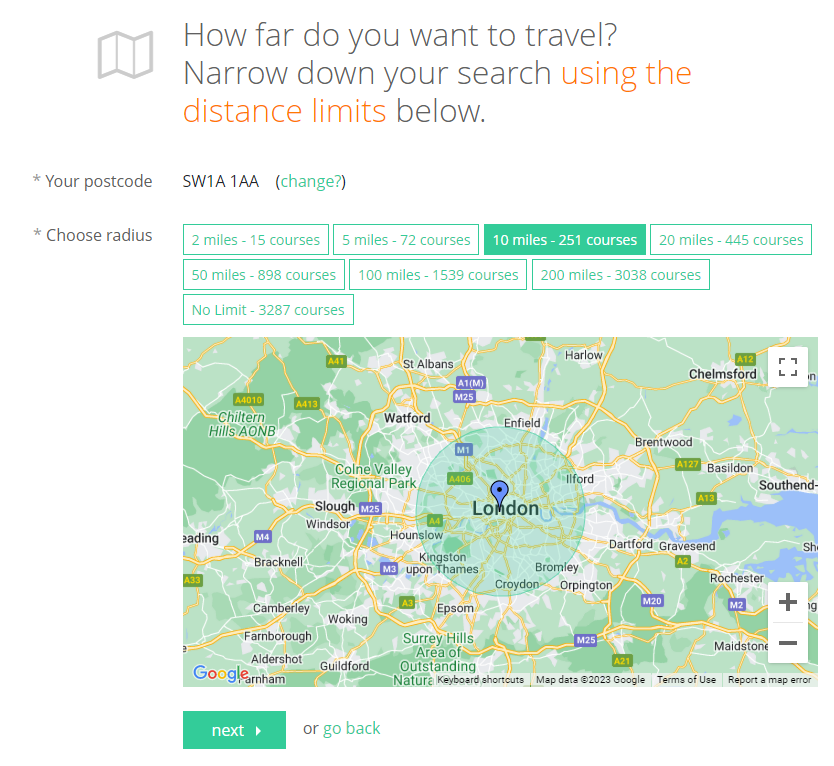 How far do you want to travel?
Narrow down your search using the
distance limits below.
* Your postcode SW1A 1AA (change?)
* Choose radius
2 miles - 15 courses 5 miles - 72 courses 10 miles - 251 courses 20 miles - 445 courses
50 miles - 898 courses 100 miles - 1539 courses 200 miles - 3038 courses
No Limit - 3287 courses
Harlow
A41 St Albans A12
Chelmsford
A1(M)
M25
A4010 A413
Chiltern
Hills AONB
Watford Enfield
Brentwood
M1
Colne Valley
Regional Park
A406 Ilford A127 Basildon
Southend-
Slough M25 London A13
Windsor A4
eading M4 Hounslow Dartford Gravesend
Bracknell M3 Kingston
upon Thames
Bromley A2
A33 Croydon Orpington Rochester
Camberley A3 Epsom M20 M2
Woking
Farnborough Surrey Hills
Area of
Outstanding
Natura
M25 Maidstone
Aldershot Guildford A21
Google
Farnham
Keyboard shortcuts Map data ©2023 Google Terms of Use Report a map error
next or go back